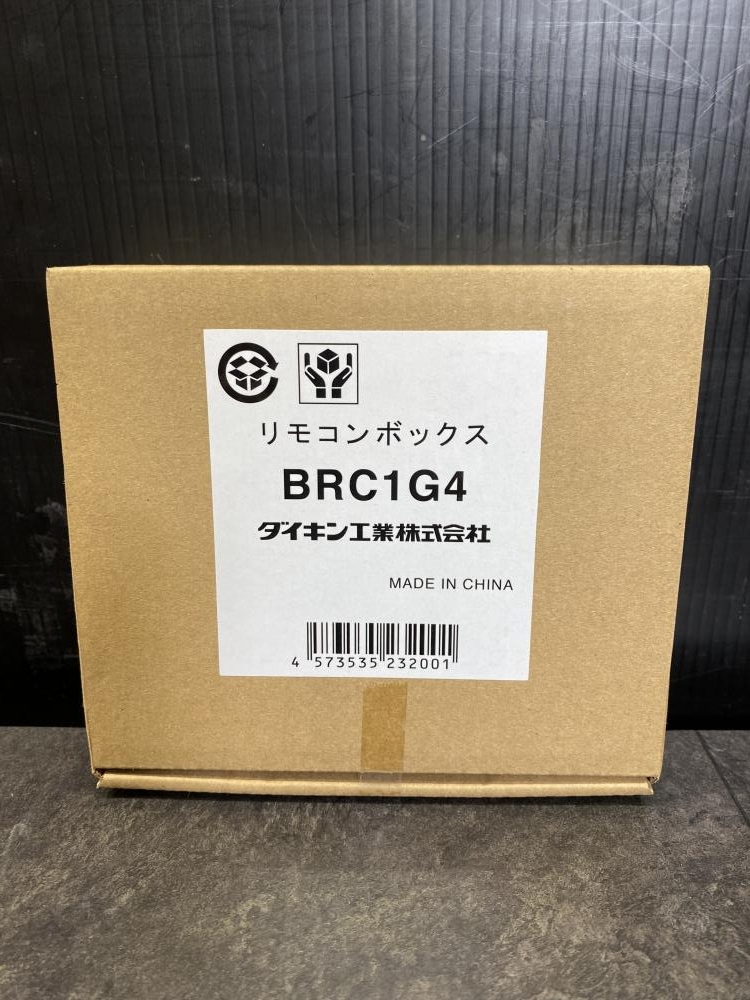 リモコンボックス
BRC1G4
ダイキン工業株式会社
MADE IN CHINA
4 573535 232001